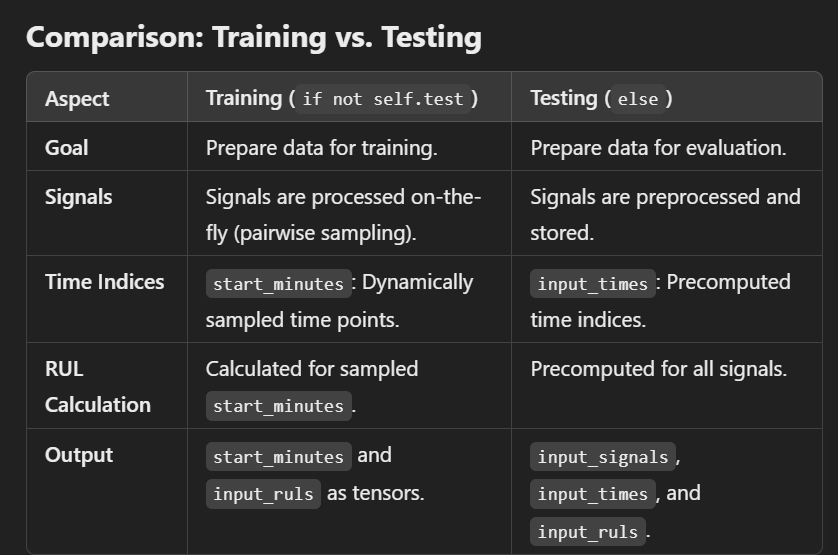 Comparison: Training vs. Testing
Aspect
Training (if not self.test)
Testing (else)
Goal
Prepare data for training.
Prepare data for evaluation.
Signals
Signals are processed on-the-
fly (pairwise sampling).
Signals are preprocessed and
stored.
Time Indices
start_minutes: Dynamically
sampled time points.
input_times: Precomputed
time indices.
RUL
Calculation
Calculated for sampled
start_minutes.
Precomputed for all signals.
Output
start_minutes and
input_ruls as tensors.
input_signals,
input_times, and
input_ruls.